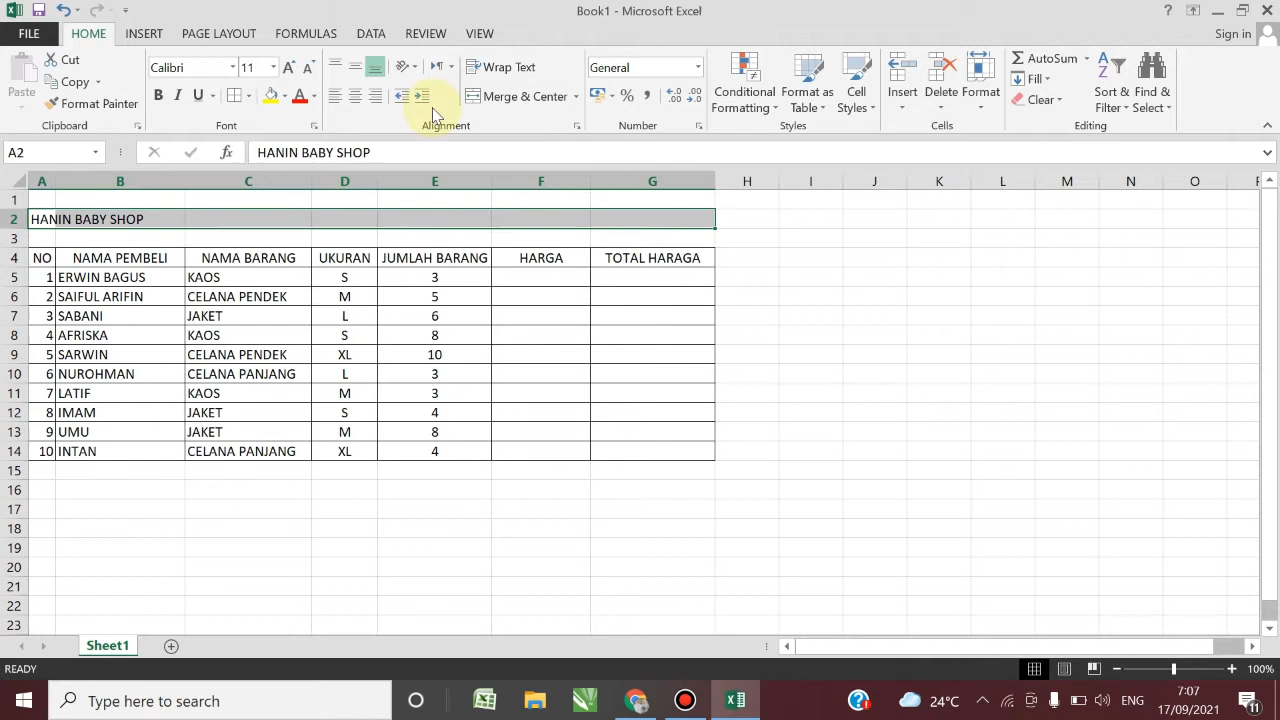 Book1 - Microsoft Excel
?
FILE HOME INSERT PAGE LAYOUT FORMULAS DATA REVIEW VIEW Sign in
Paste
Cut
Copy
Format Painter
Clipboard
Calibri 11
B I U A
Font
Wrap Text
Merge & Center
Alignment
General
% , .0 .00
Number
Conditional Formatting
Format as Table
Cell Styles
Styles
Insert Delete Format
Cells
AutoSum
Fill
Clear
Sort & Filter
Find & Select
Editing
A2 fx HANIN BABY SHOP
A B C D E F G H I J K L M N O
1
2 HANIN BABY SHOP
3
4 NO NAMA PEMBELI NAMA BARANG UKURAN JUMLAH BARANG HARGA TOTAL HARAGA
5 1 ERWIN BAGUS KAOS S 3
6 2 SAIFUL ARIFIN CELANA PENDEK M 5
7 3 SABANI JAKET L 6
8 4 AFRISKA KAOS S 8
9 5 SARWIN CELANA PENDEK XL 10
10 6 NUROHMAN CELANA PANJANG L 3
11 7 LATIF KAOS M 3
12 8 IMAM JAKET S 4
13 9 UMU JAKET M 8
14 10 INTAN CELANA PANJANG XL 4
15
16
17
18
19
20
21
22
23
Sheet1
READY 100%
Type here to search
24°C ENG
7:07
17/09/2021
11